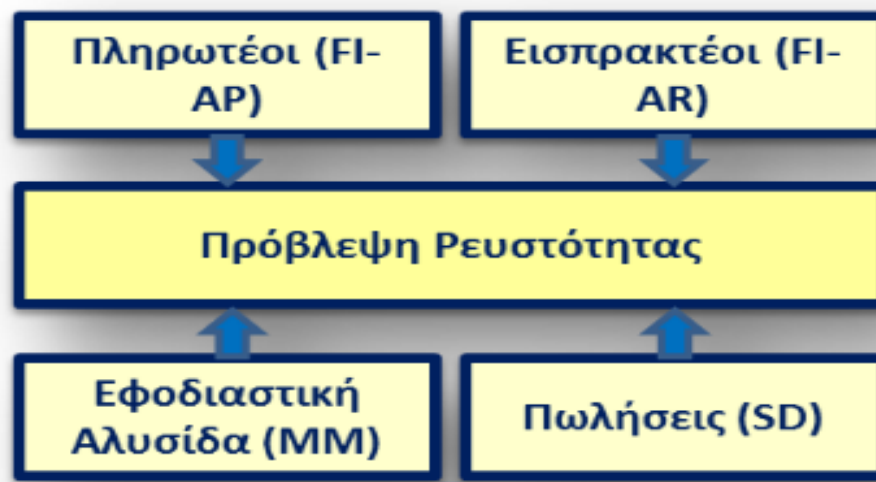 Πληρωτέοι (FI-
AP)
Εισπρακτέοι (FI-
AR)
Πρόβλεψη Ρευστότητας
Εφοδιαστική
Αλυσίδα (MM)
Πωλήσεις (SD)